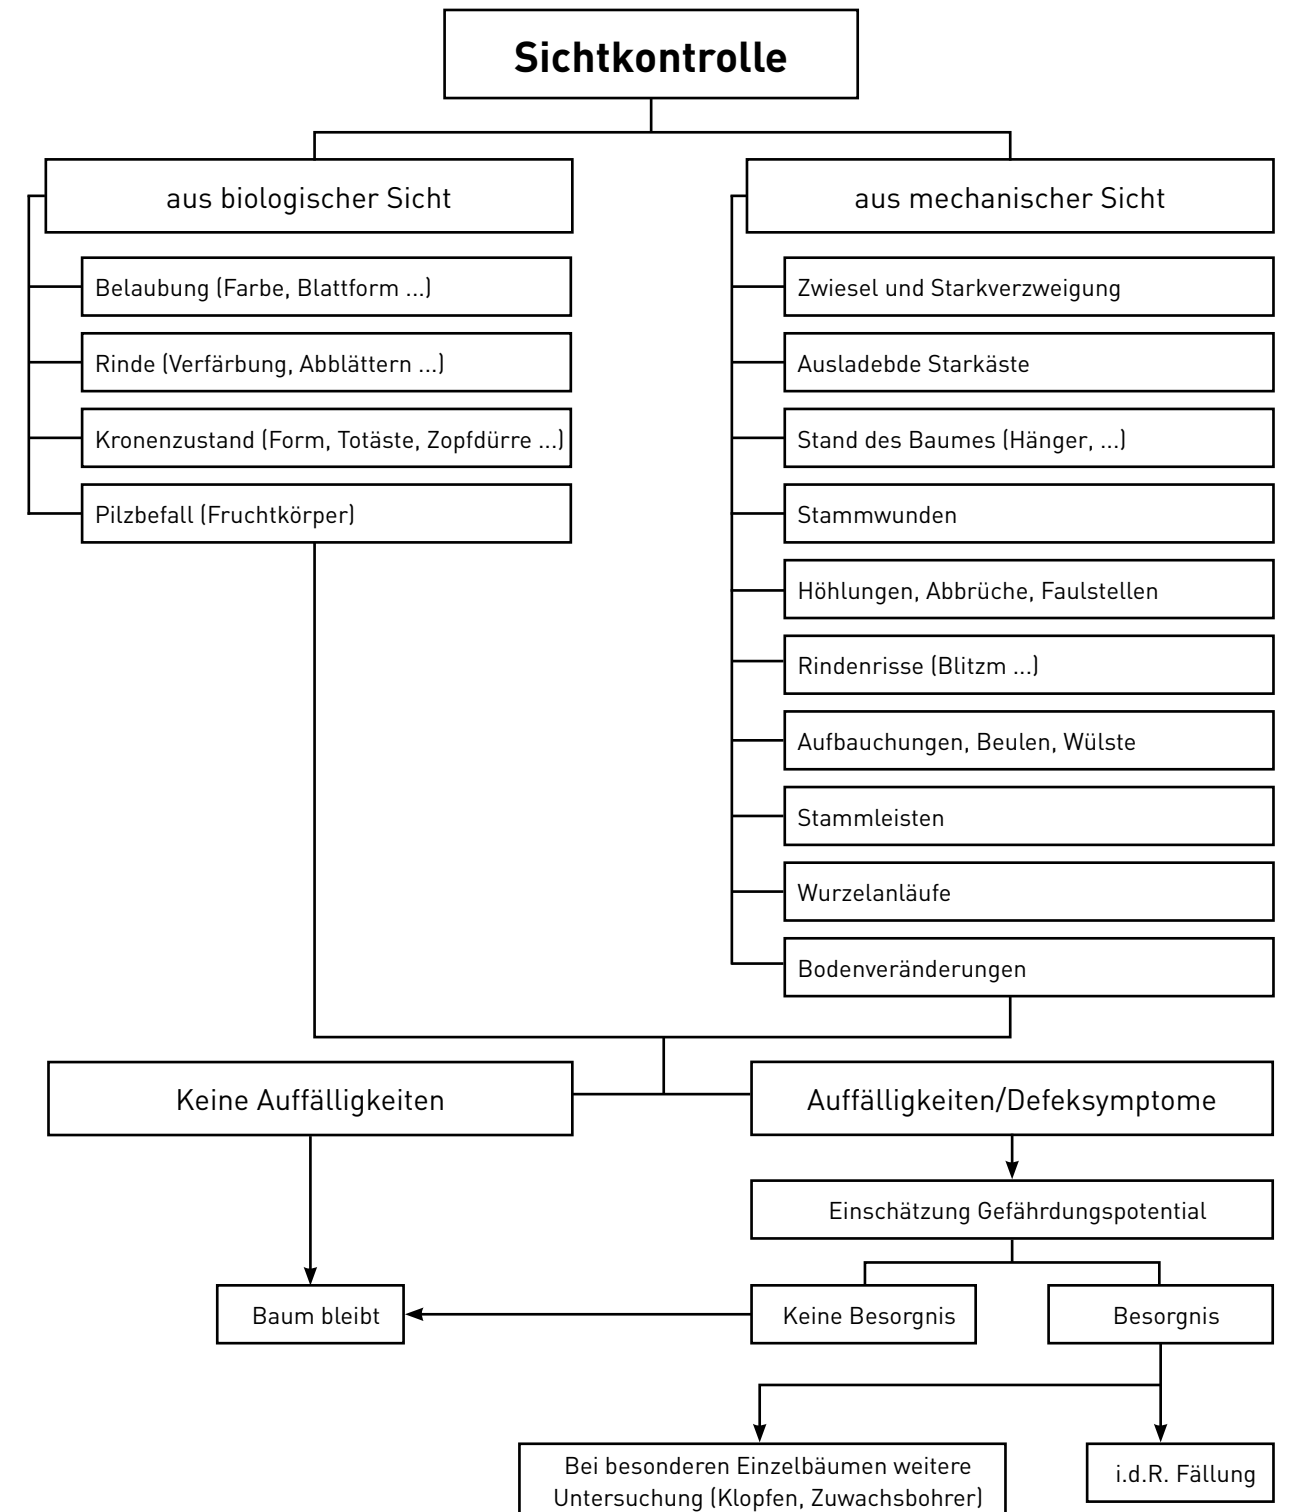 Sichtkontrolle
aus biologischer Sicht
Belaubung (Farbe, Blattform ...)
Rinde (Verfärbung, Abblättern ...)
Kronenzustand (Form, Totäste, Zopfdürre ...)
Pilzbefall (Fruchtkörper)
aus mechanischer Sicht
Zwiesel und Starkverzweigung
Ausladebde Starkäste
Stand des Baumes (Hänger, ...)
Stammwunden
Höhlungen, Abbrüche, Faulstellen
Rindenrisse (Blitzm ...)
Aufbauchungen, Beulen, Wülste
Stammleisten
Wurzelanläufe
Bodenveränderungen
Keine Auffälligkeiten
Auffälligkeiten/Defeksymptome
Einschätzung Gefährdungspotential
Baum bleibt
Keine Besorgnis
Besorgnis
Bei besonderen Einzelbäumen weitere
Untersuchung (Klopfen, Zuwachsbohrer)
i.d.R. Fällung